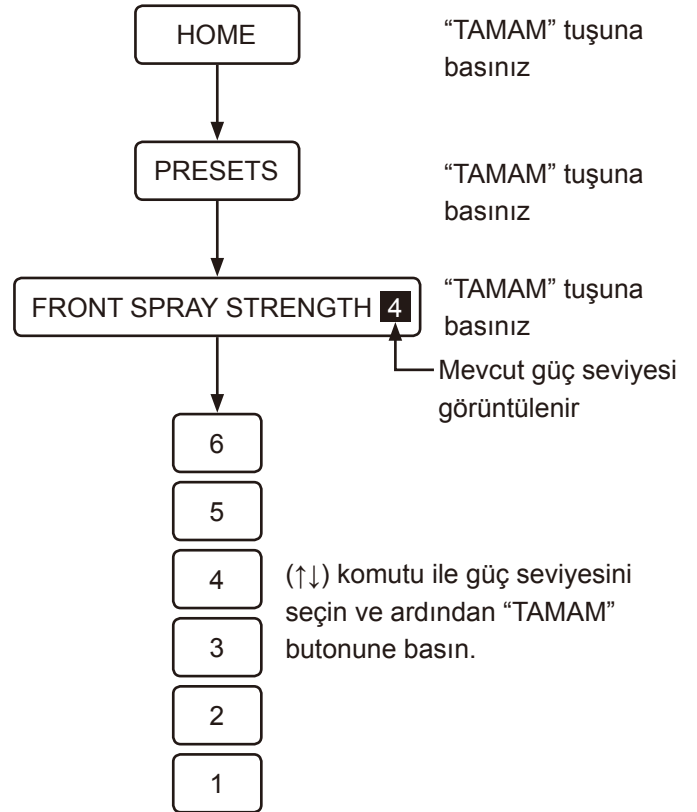 HOME
“TAMAM” tuşuna
basınız
PRESETS
“TAMAM” tuşuna
basınız
FRONT SPRAY STRENGTH 4
“TAMAM” tuşuna
basınız
Mevcut güç seviyesi
görüntülenir
6
5
4
(↑↓) komutu ile güç seviyesini
seçin ve ardından “TAMAM”
butonune basın.
3
2
1